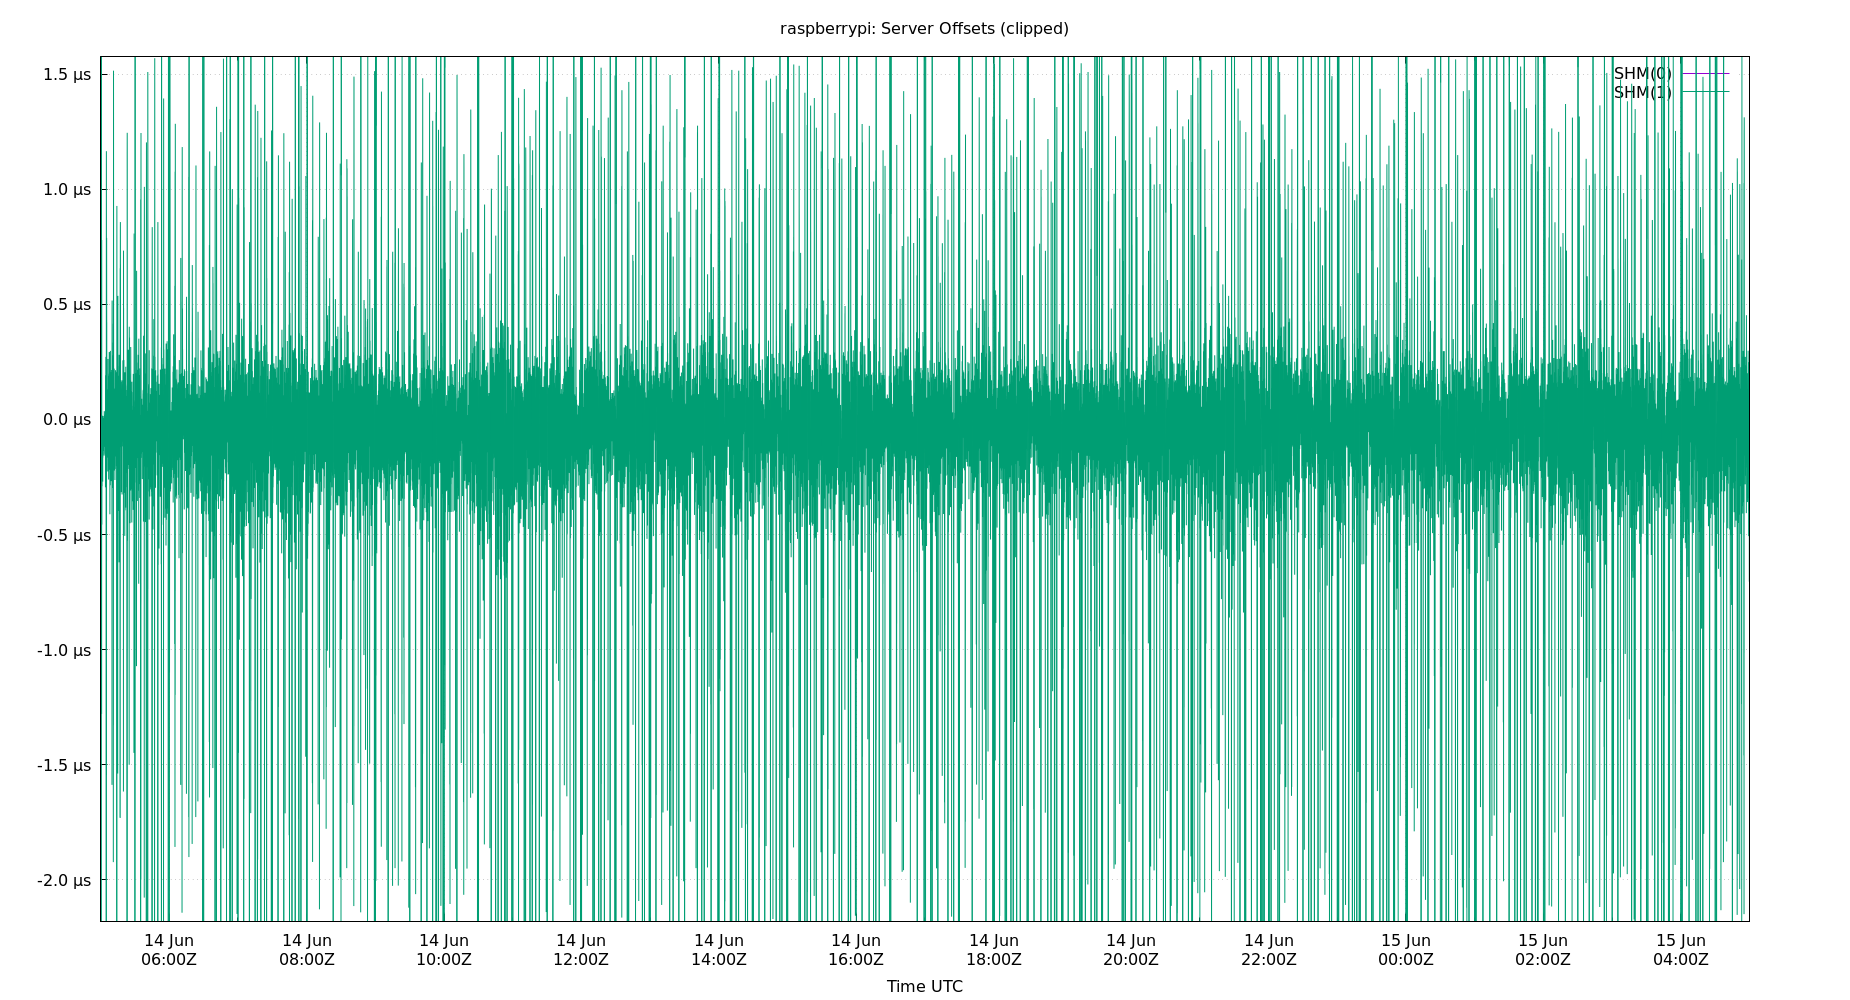 raspberrypi: Server Offsets (clipped)
SHM(0)
SHM(1)
1.5 µs
1.0 µs
0.5 µs
0.0 µs
-0.5 µs
-1.0 µs
-1.5 µs
-2.0 µs
14 Jun 14 Jun 14 Jun 14 Jun 14 Jun 14 Jun 14 Jun 14 Jun 14 Jun 15 Jun 15 Jun 15 Jun
06:00Z 08:00Z 10:00Z 12:00Z 14:00Z 16:00Z 18:00Z 20:00Z 22:00Z 00:00Z 02:00Z 04:00Z
Time UTC